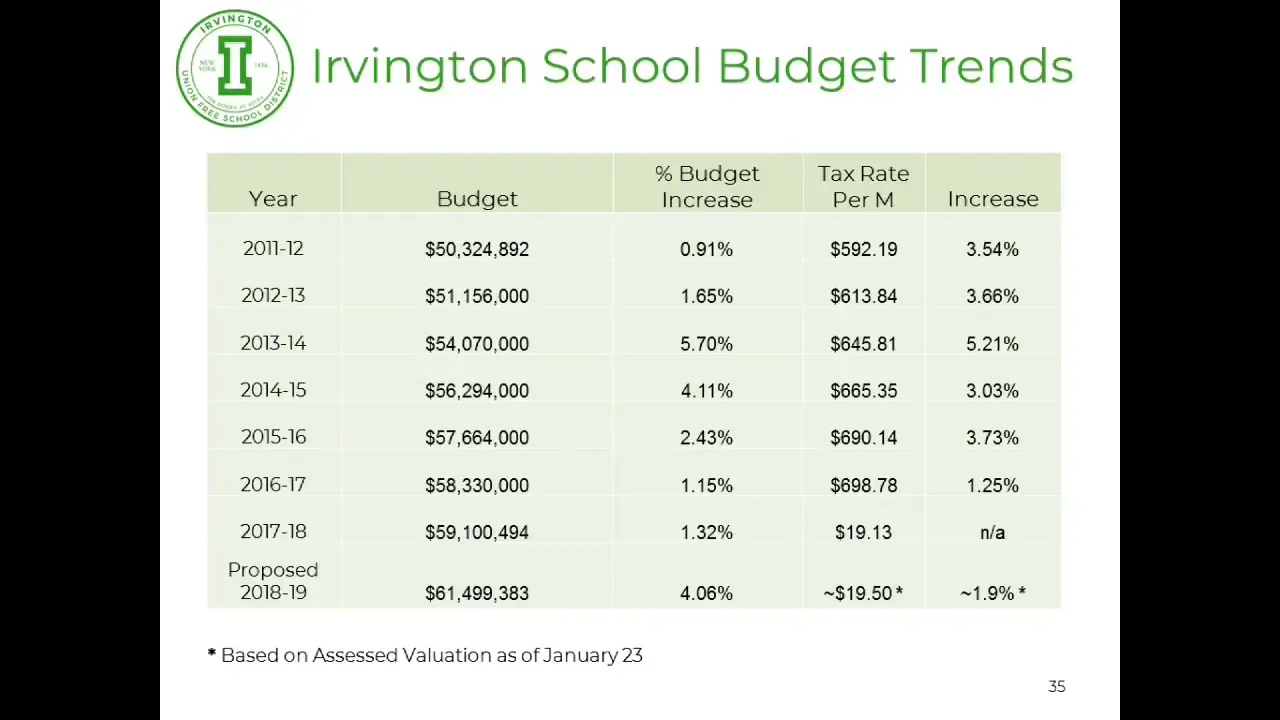 IRVINGTON
NEW YORK
1856
UNION FREE SCHOOL DISTRICT
I
Irvington School Budget Trends
Year Budget % Budget Increase Tax Rate Per M Increase
2011-12 $50,324,892 0.91% $592.19 3.54%
2012-13 $51,156,000 1.65% $613.84 3.66%
2013-14 $54,070,000 5.70% $645.81 5.21%
2014-15 $56,294,000 4.11% $665.35 3.03%
2015-16 $57,664,000 2.43% $690.14 3.73%
2016-17 $58,330,000 1.15% $698.78 1.25%
2017-18 $59,100,494 1.32% $19.13 n/a
Proposed 2018-19 $61,499,383 4.06% ~$19.50 * ~1.9% *
* Based on Assessed Valuation as of January 23
35